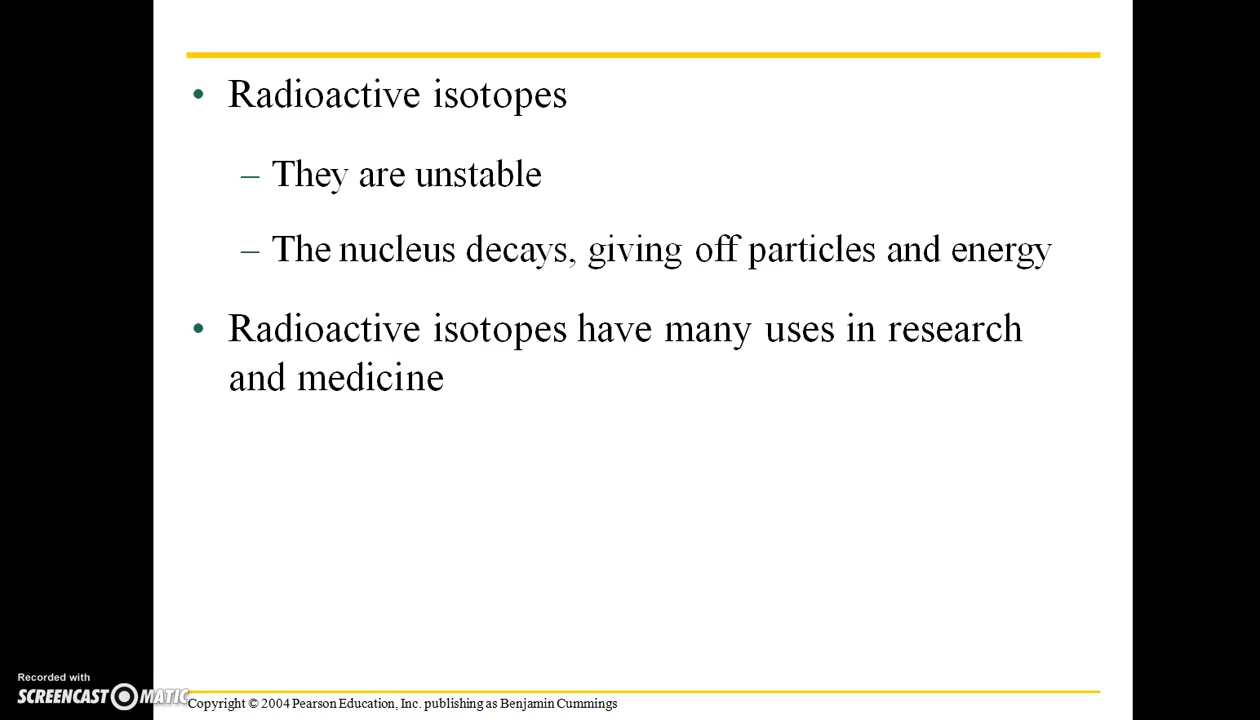 • Radioactive isotopes
– They are unstable
– The nucleus decays, giving off particles and energy
• Radioactive isotopes have many uses in research
and medicine
Recorded with
SCREENCAST MATIC
Copyright © 2004 Pearson Education, Inc. publishing as Benjamin Cummings